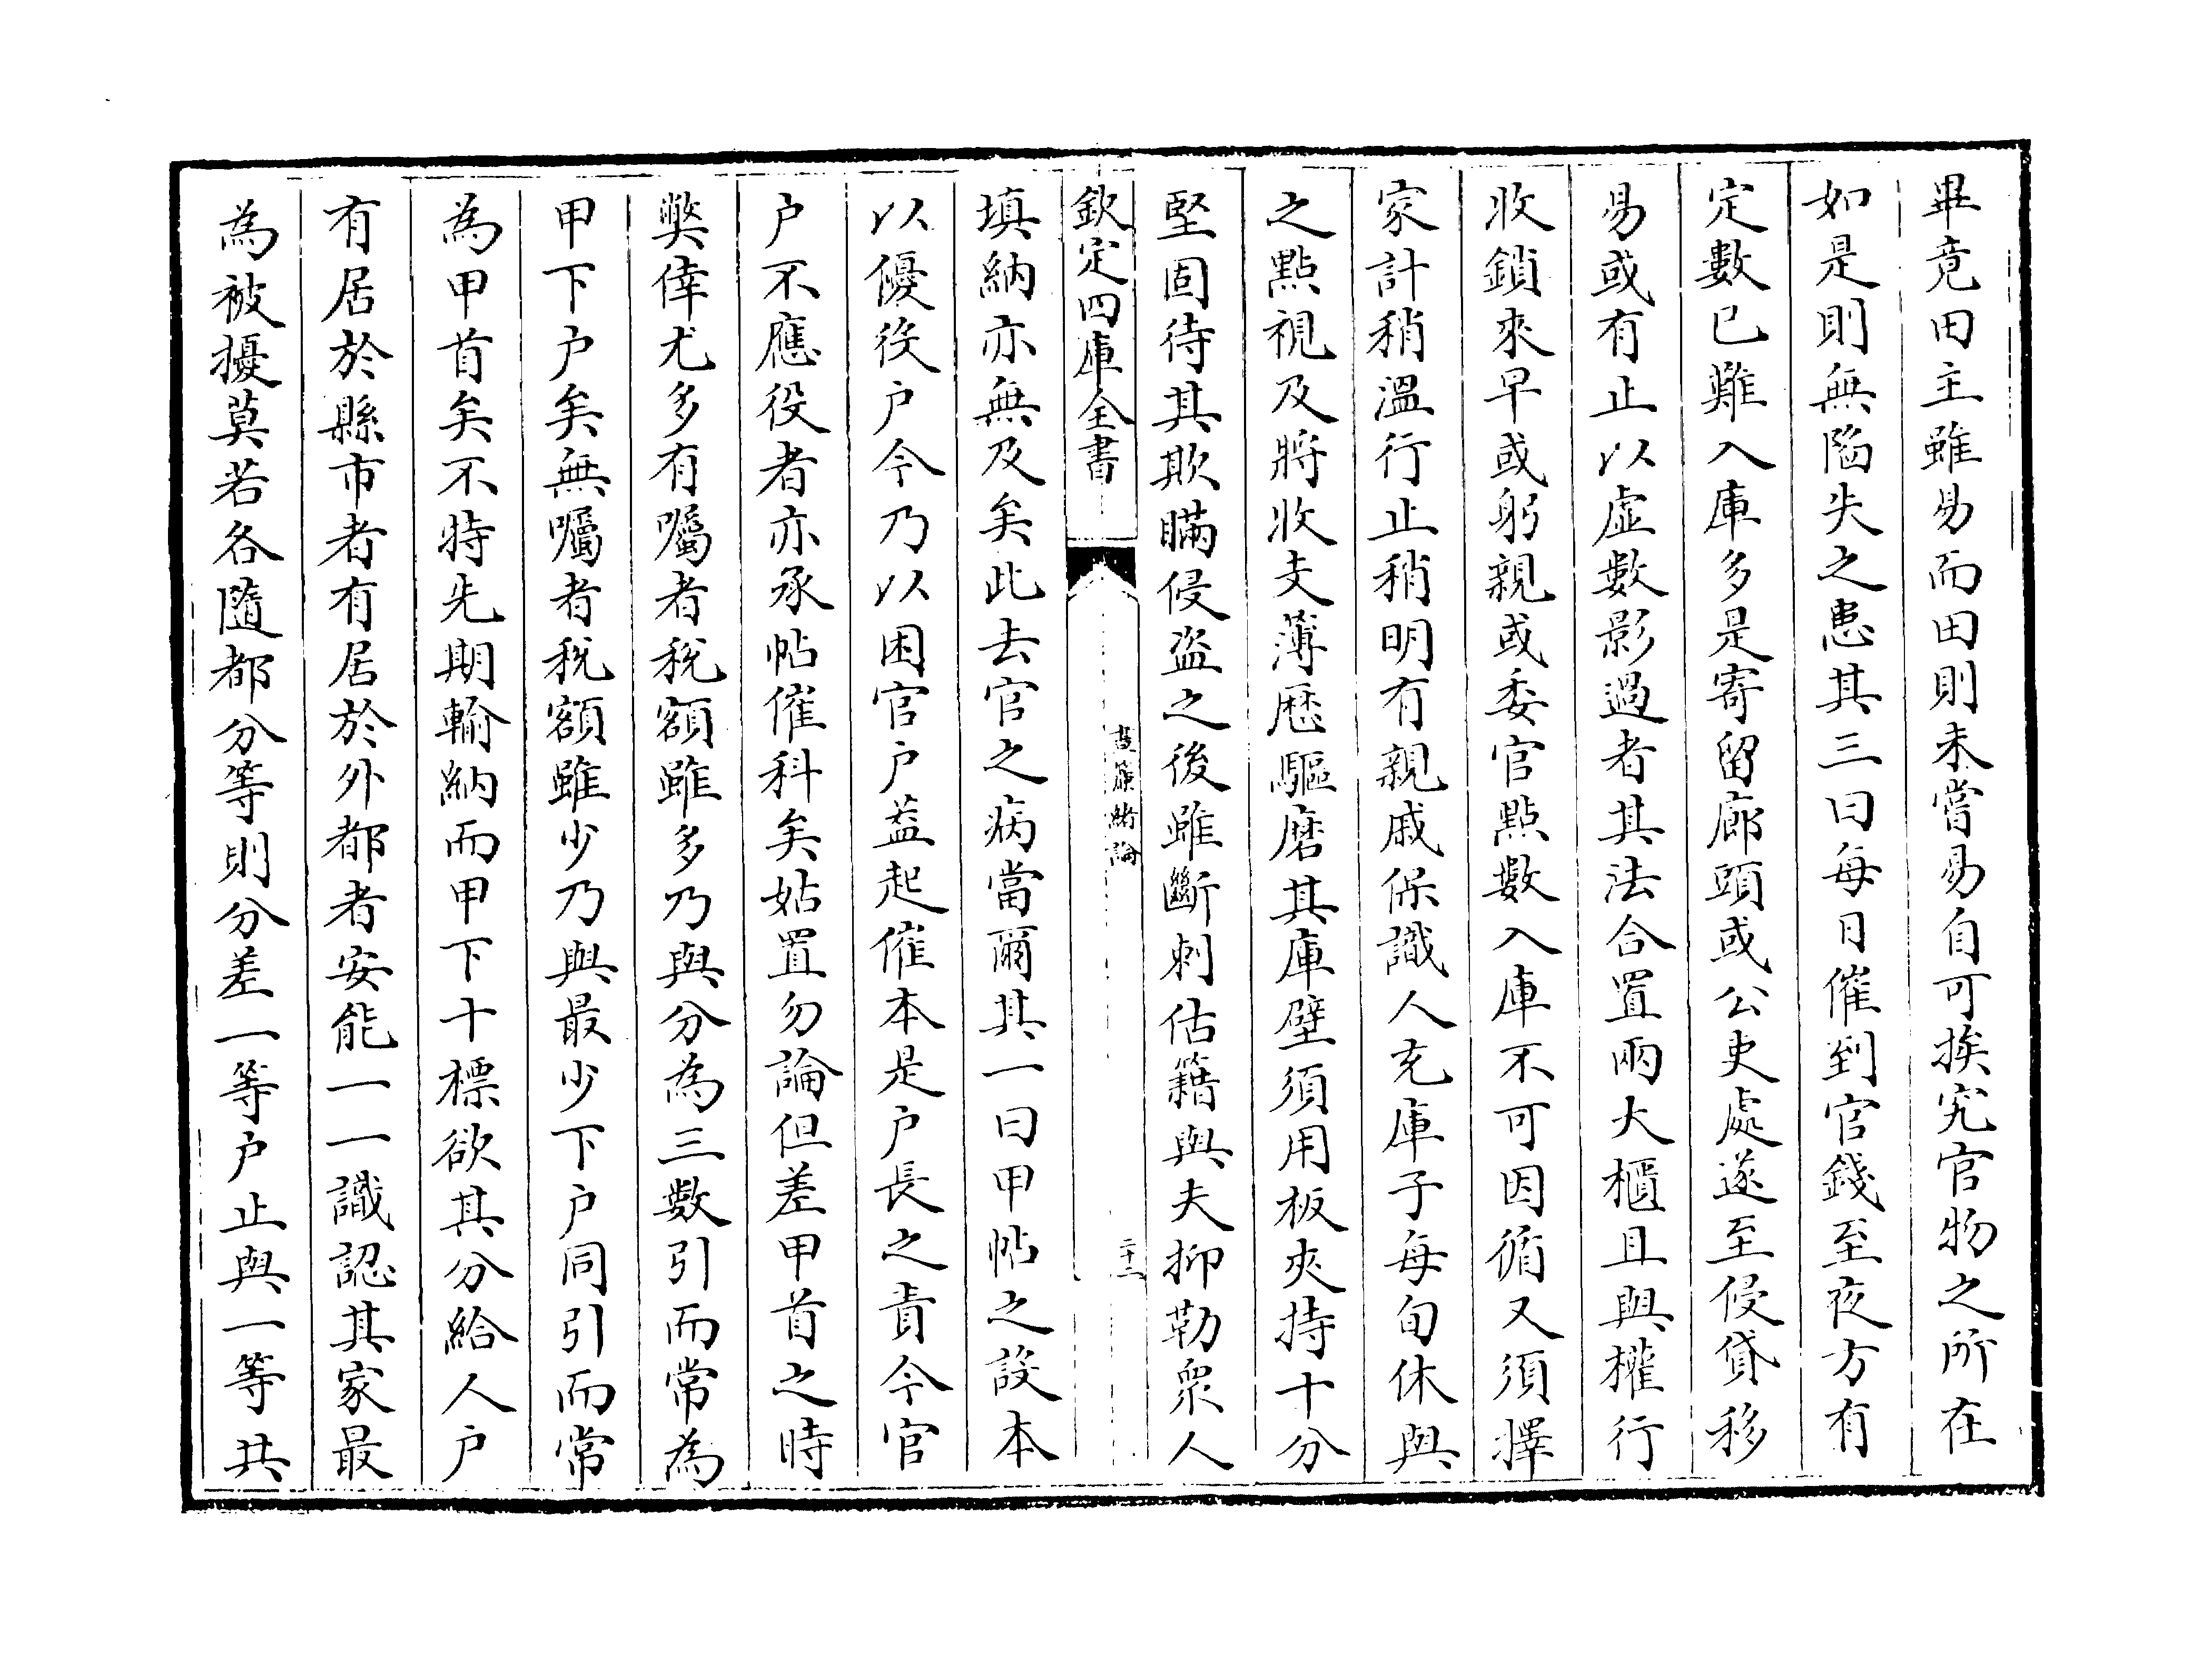 畢竟田主雖易而田則未嘗易自可挨究官物之所在
如是則無陷失之患其三曰每日催到官錢至夜方有
定數已難入庫多是寄留廊頭或公吏處遂至侵貸移
易或有止以虛數影過者其法合置兩大櫃且與權行
收鎖來早或躬親或委官點數入庫不可因循又須擇
家計稍溫行止稍明有親戚保識人充庫子每旬休與
之點視及將收支薄厯驅磨其庫壁須用板夾持十分
堅固待其欺瞞侵盜之後雖斷刺估籍與夫抑勒衆人
欽定四庫全書
晝簾緒論
二十一
填納亦無及矣此去官之病當爾其一曰甲帖之設本
以優役户今乃以困官户葢起催本是户長之責今官
户不應役者亦承帖催科矣姑置勿論但差甲首之時
獘倖尤多有囑者稅額雖多乃與分為三數引而常為
甲下户矣無囑者稅額雖少乃與最少下户同引而常
為甲首矣不特先期輸納而甲下十標欲其分給人户
有居於縣市者有居於外都者安能一一識認其家最
為被擾莫若各隨都分等則分差一等户止與一等共